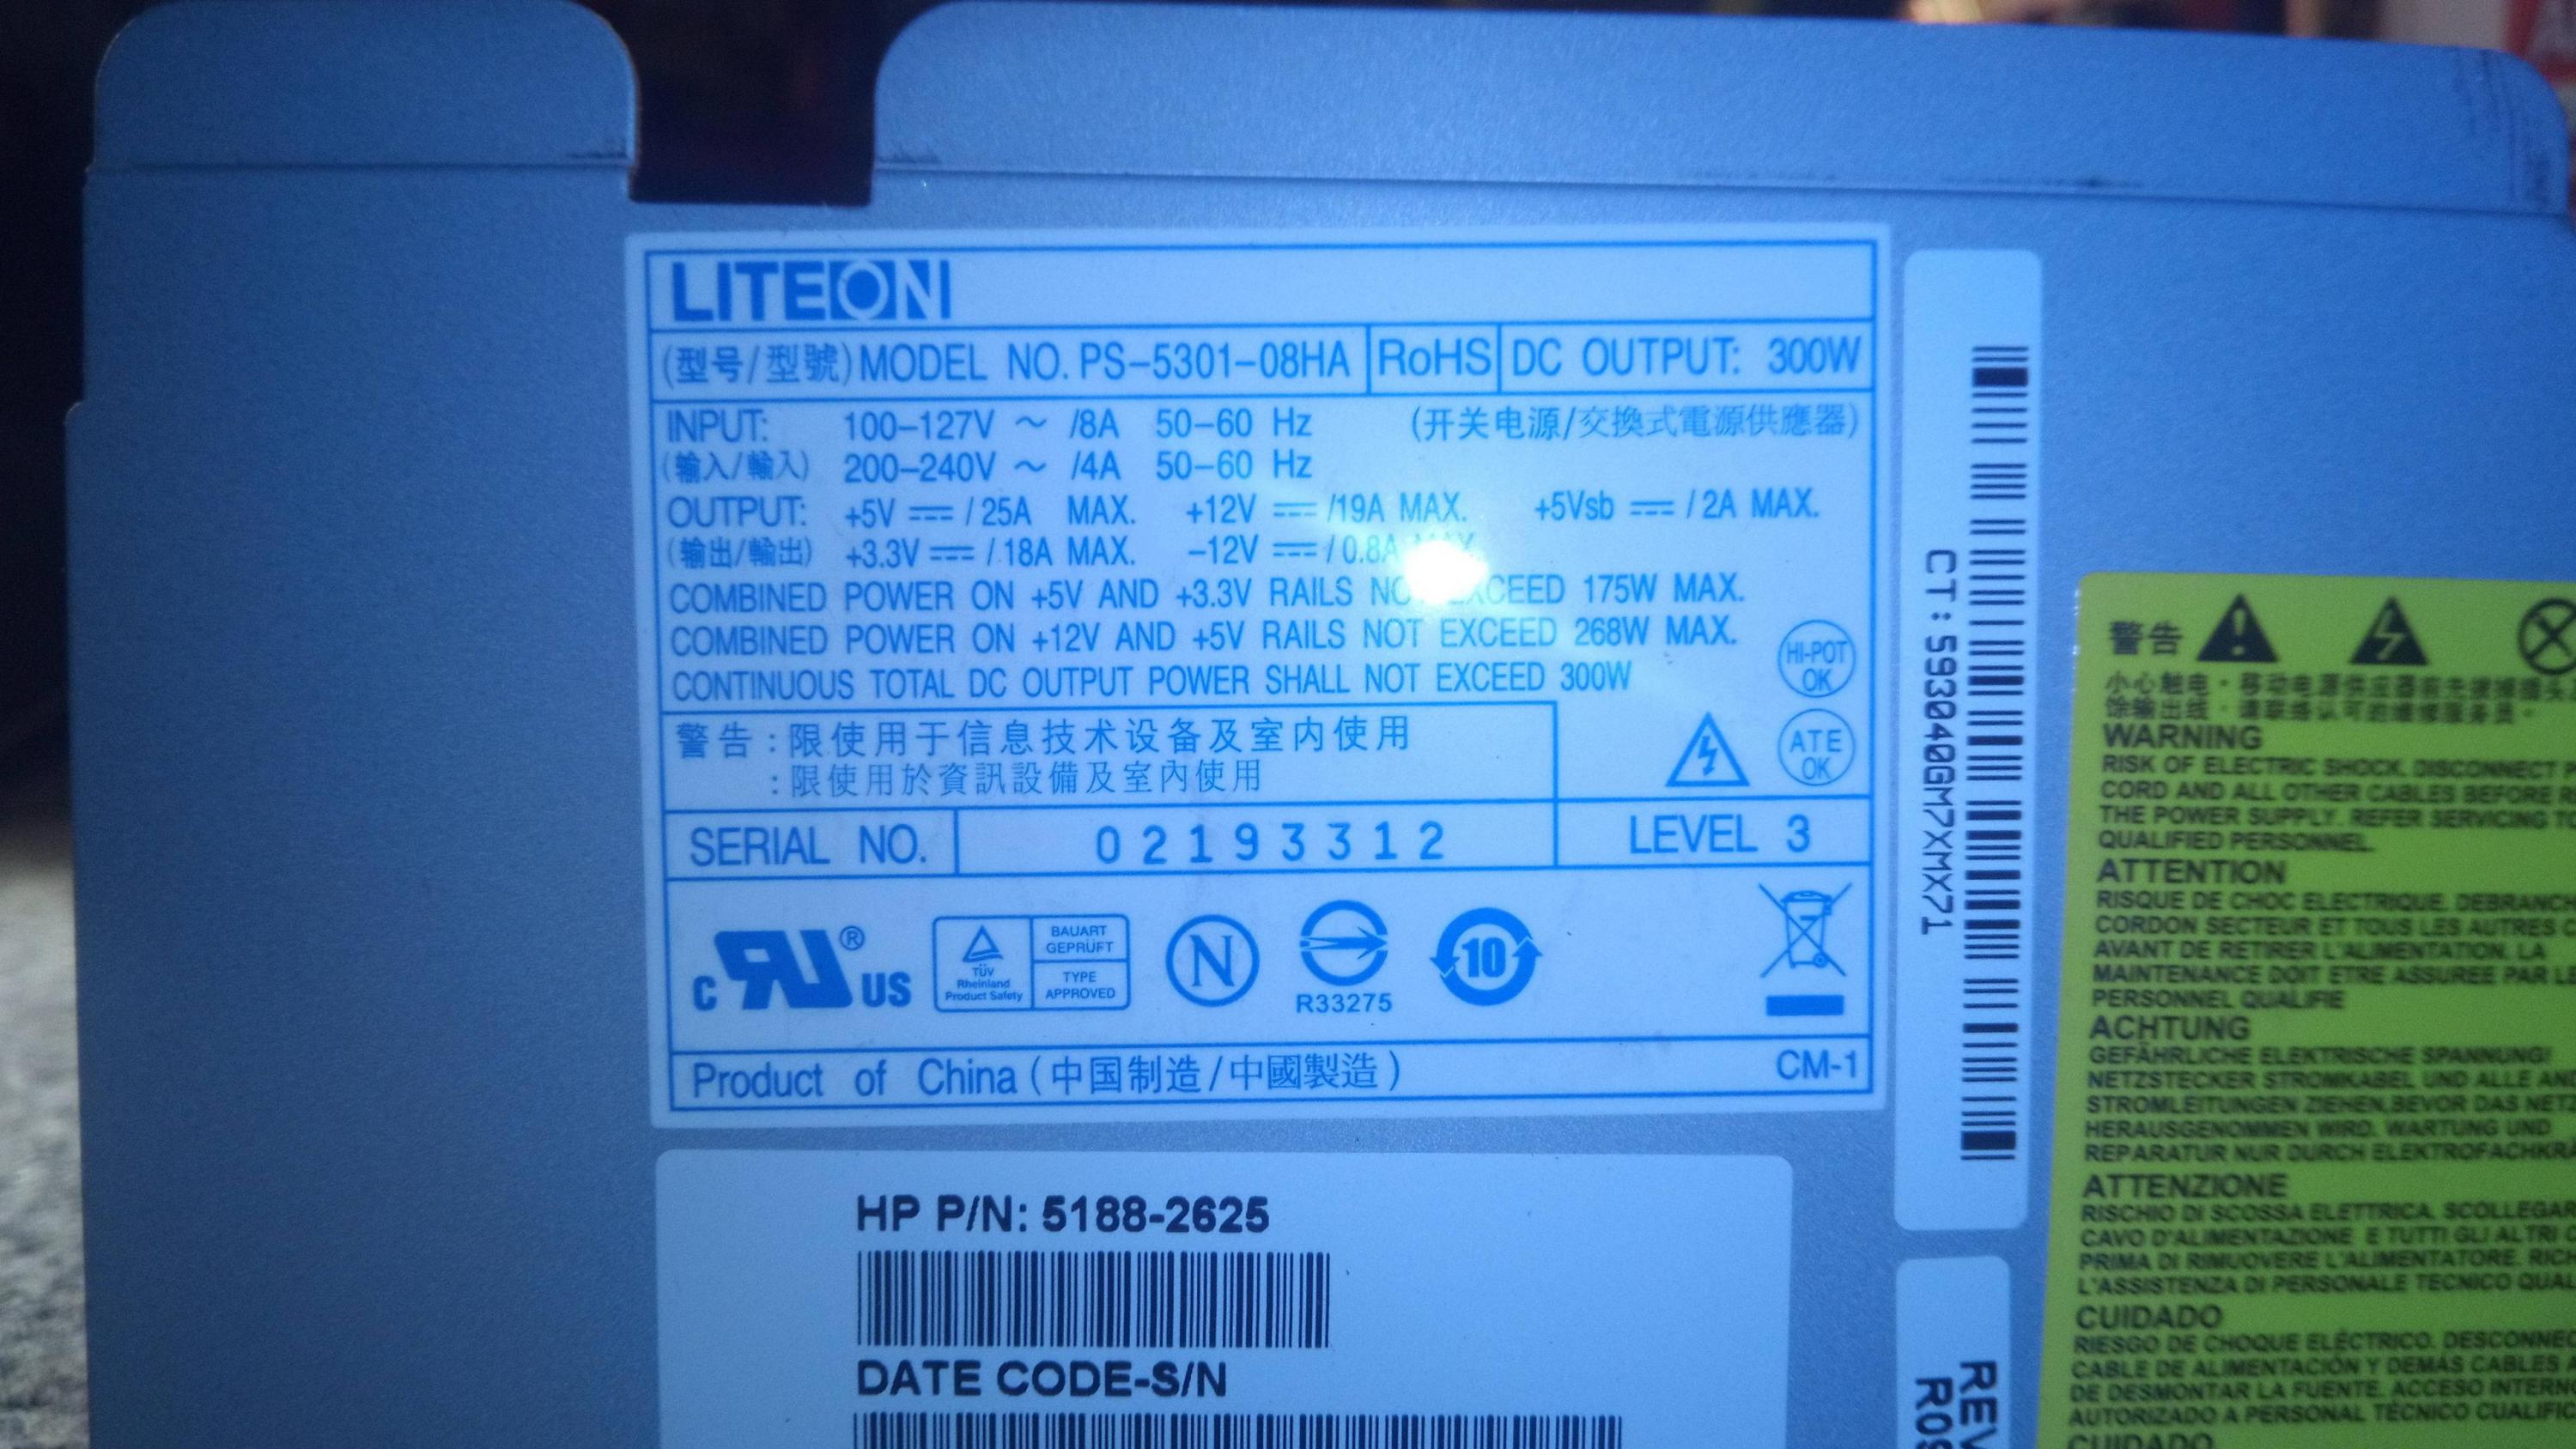 LITEON
(型号/型號) MODEL NO. PS-5301-08HA RoHS DC OUTPUT: 300W
INPUT: 100-127V ~ /8A 50-60 Hz (开关电源/交換式電源供應器)
(输入/輸入) 200-240V ~ /4A 50-60 Hz
OUTPUT: +5V ⎓ /25A MAX. +12V ⎓ /19A MAX. +5Vsb ⎓ /2A MAX.
(输出/輸出) +3.3V ⎓ /18A MAX. -12V ⎓ /0.8A
COMBINED POWER ON +5V AND +3.3V RAILS NOT EXCEED 175W MAX.
COMBINED POWER ON +12V AND +5V RAILS NOT EXCEED 268W MAX.
CONTINUOUS TOTAL DC OUTPUT POWER SHALL NOT EXCEED 300W
HI-POT OK
警告:限使用于信息技术设备及室内使用
:限使用於資訊設備及室內使用
ATE OK
SERIAL NO. 02193312 LEVEL 3
c RU ® US
TÜV Rheinland Product Safety
BAUART GEPRÜFT
TYPE APPROVED
N
R33275
10
Product of China (中国制造/中國製造) CM-1
HP P/N: 5188-2625
DATE CODE-S/N
CT: 593040GM7XMX71
REV
警告
WARNING
RISK OF ELECTRIC SHOCK. DISCONNECT
CORD AND ALL OTHER CABLES BEFORE
THE POWER SUPPLY. REFER SERVICING
QUALIFIED PERSONNEL.
ATTENTION
RISQUE DE CHOC ELECTRIQUE. DEBRANC
CORDON SECTEUR ET TOUS LES AUTRES
AVANT DE RETIRER L'ALIMENTATION. LA
MAINTENANCE DOIT ETRE ASSUREE PAR
PERSONNEL QUALIFIE
ACHTUNG
GEFÄHRLICHE ELEKTRISCHE SPANNUNG!
NETZSTECKER STROMKABEL UND ALLE
STROMLEITUNGEN ZIEHEN,BEVOR DAS
HERAUSGENOMMEN WIRD. WARTUNG UND
REPARATUR NUR DURCH ELEKTROFACHKRÄ
ATTENZIONE
RISCHIO DI SCOSSA ELETTRICA. SCOLLEGAR
CAVO D'ALIMENTAZIONE E TUTTI GLI ALTRI
PRIMA DI RIMUOVERE L'ALIMENTATORE.
L'ASSISTENZA DI PERSONALE TECNICO
CUIDADO
RIESGO DE CHOQUE ELÉCTRICO. DESCONNEC
CABLE DE ALIMENTACIÓN Y DEMÁS CABLES
DE DESMONTAR LA FUENTE. ACCESO INTERN
AUTORIZADO A PERSONAL TÉCNICO CUALIFIC
CUIDADO